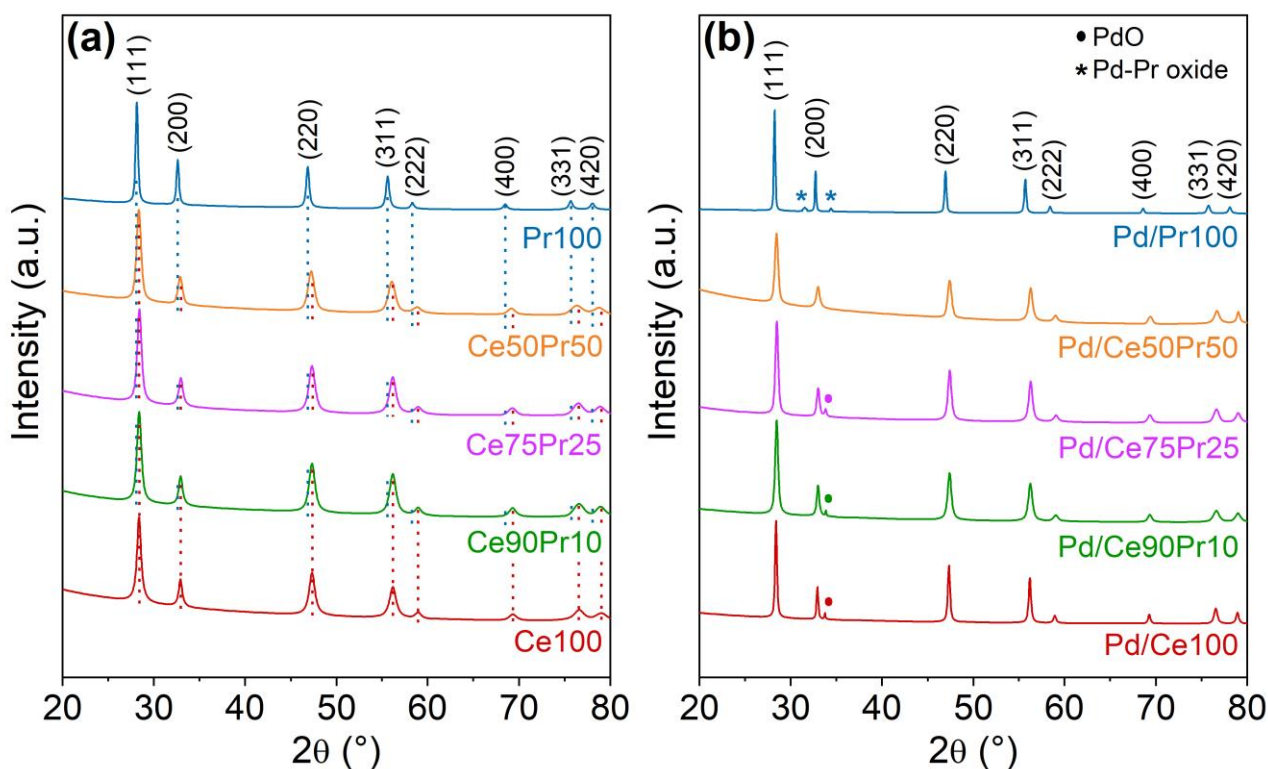 (a)
(111)
(200)
(220)
(311)
(222)
(400)
(331)
(420)
Pr100
Ce50Pr50
Ce75Pr25
Ce90Pr10
Ce100
Intensity (a.u.)
20 30 40 50 60 70 80
2θ (°)
(b)
• PdO
* Pd-Pr oxide
(111)
(200)
(220)
(311)
(222)
(400)
(331)
(420)
* *
Pd/Pr100
Pd/Ce50Pr50
•
Pd/Ce75Pr25
•
Pd/Ce90Pr10
•
Pd/Ce100
Intensity (a.u.)
20 30 40 50 60 70 80
2θ (°)